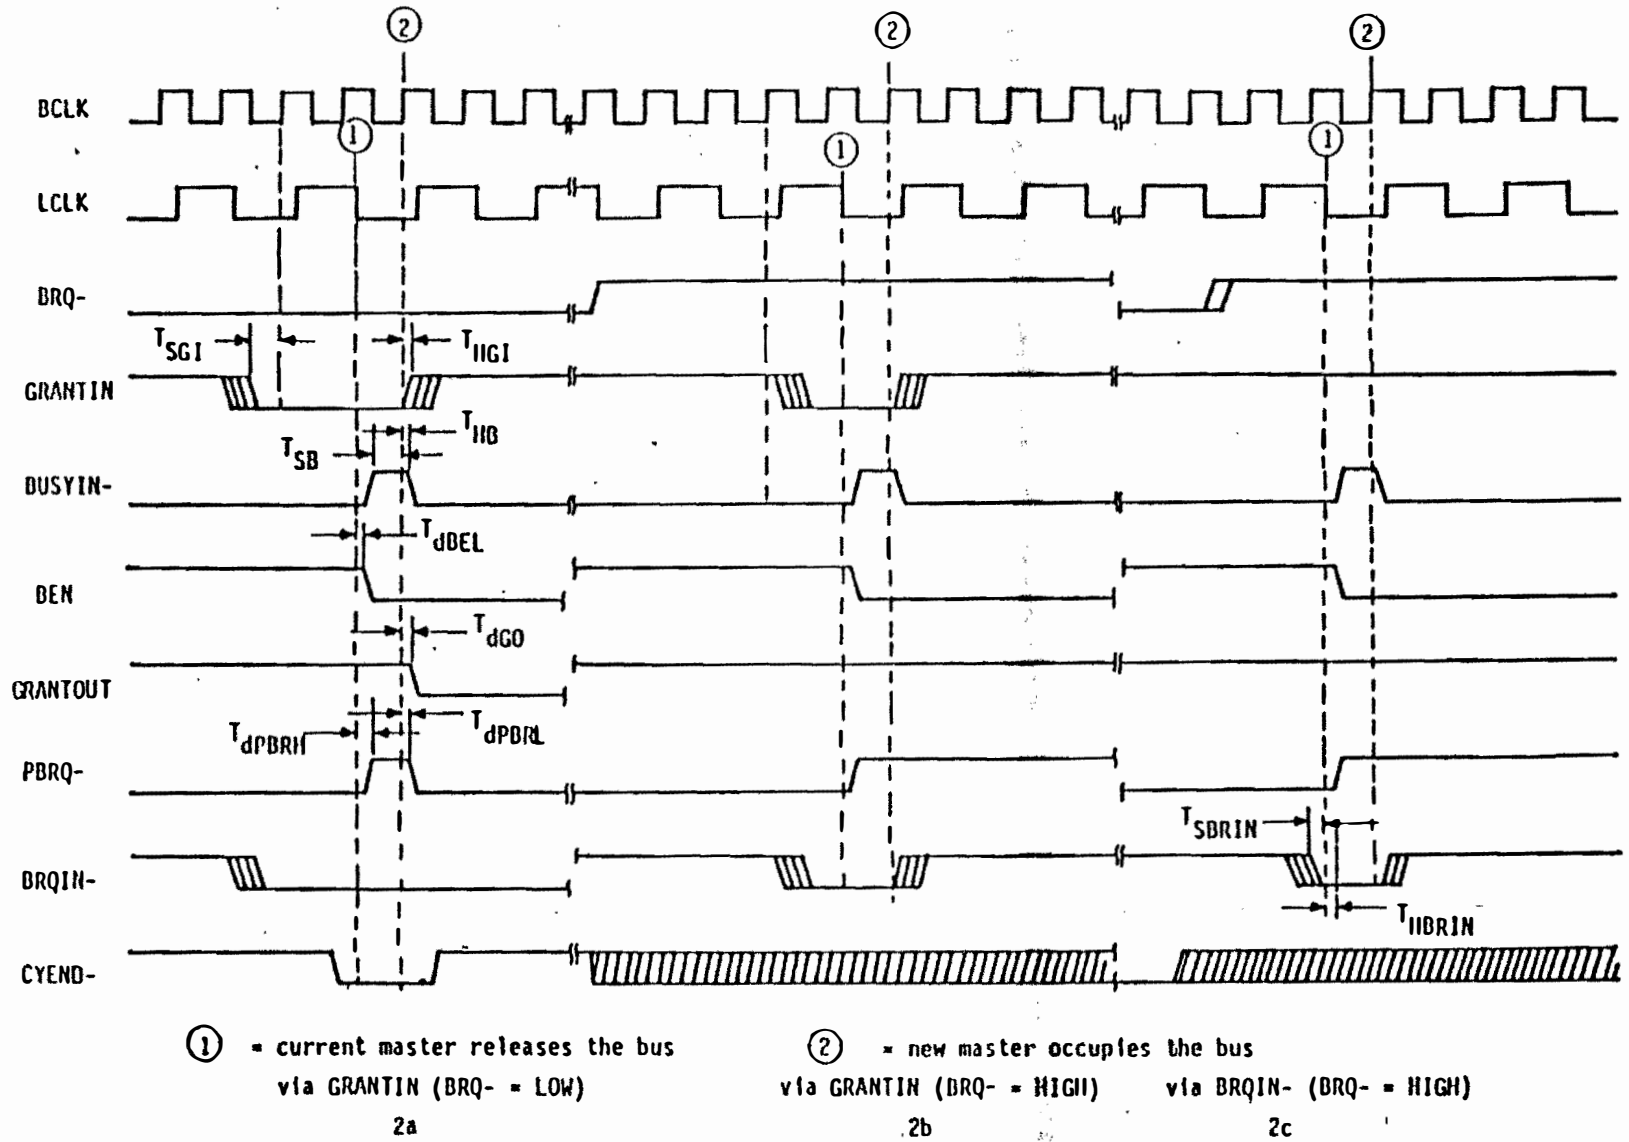 ② ② ②
BCLK
① ① ①
LCLK
BRQ-
TSGI THGI
GRANTIN
THB
TSB
BUSYIN-
TdBEL
BEN
TdGO
GRANTOUT
TdPBRH TdPBRL
PBRQ-
TSBRIN
BRQIN-
THBRIN
CYEND-
① = current master releases the bus ② = new master occupies the bus
via GRANTIN (BRQ- = LOW) via GRANTIN (BRQ- = HIGH) via BRQIN- (BRQ- = HIGH)
2a 2b 2c